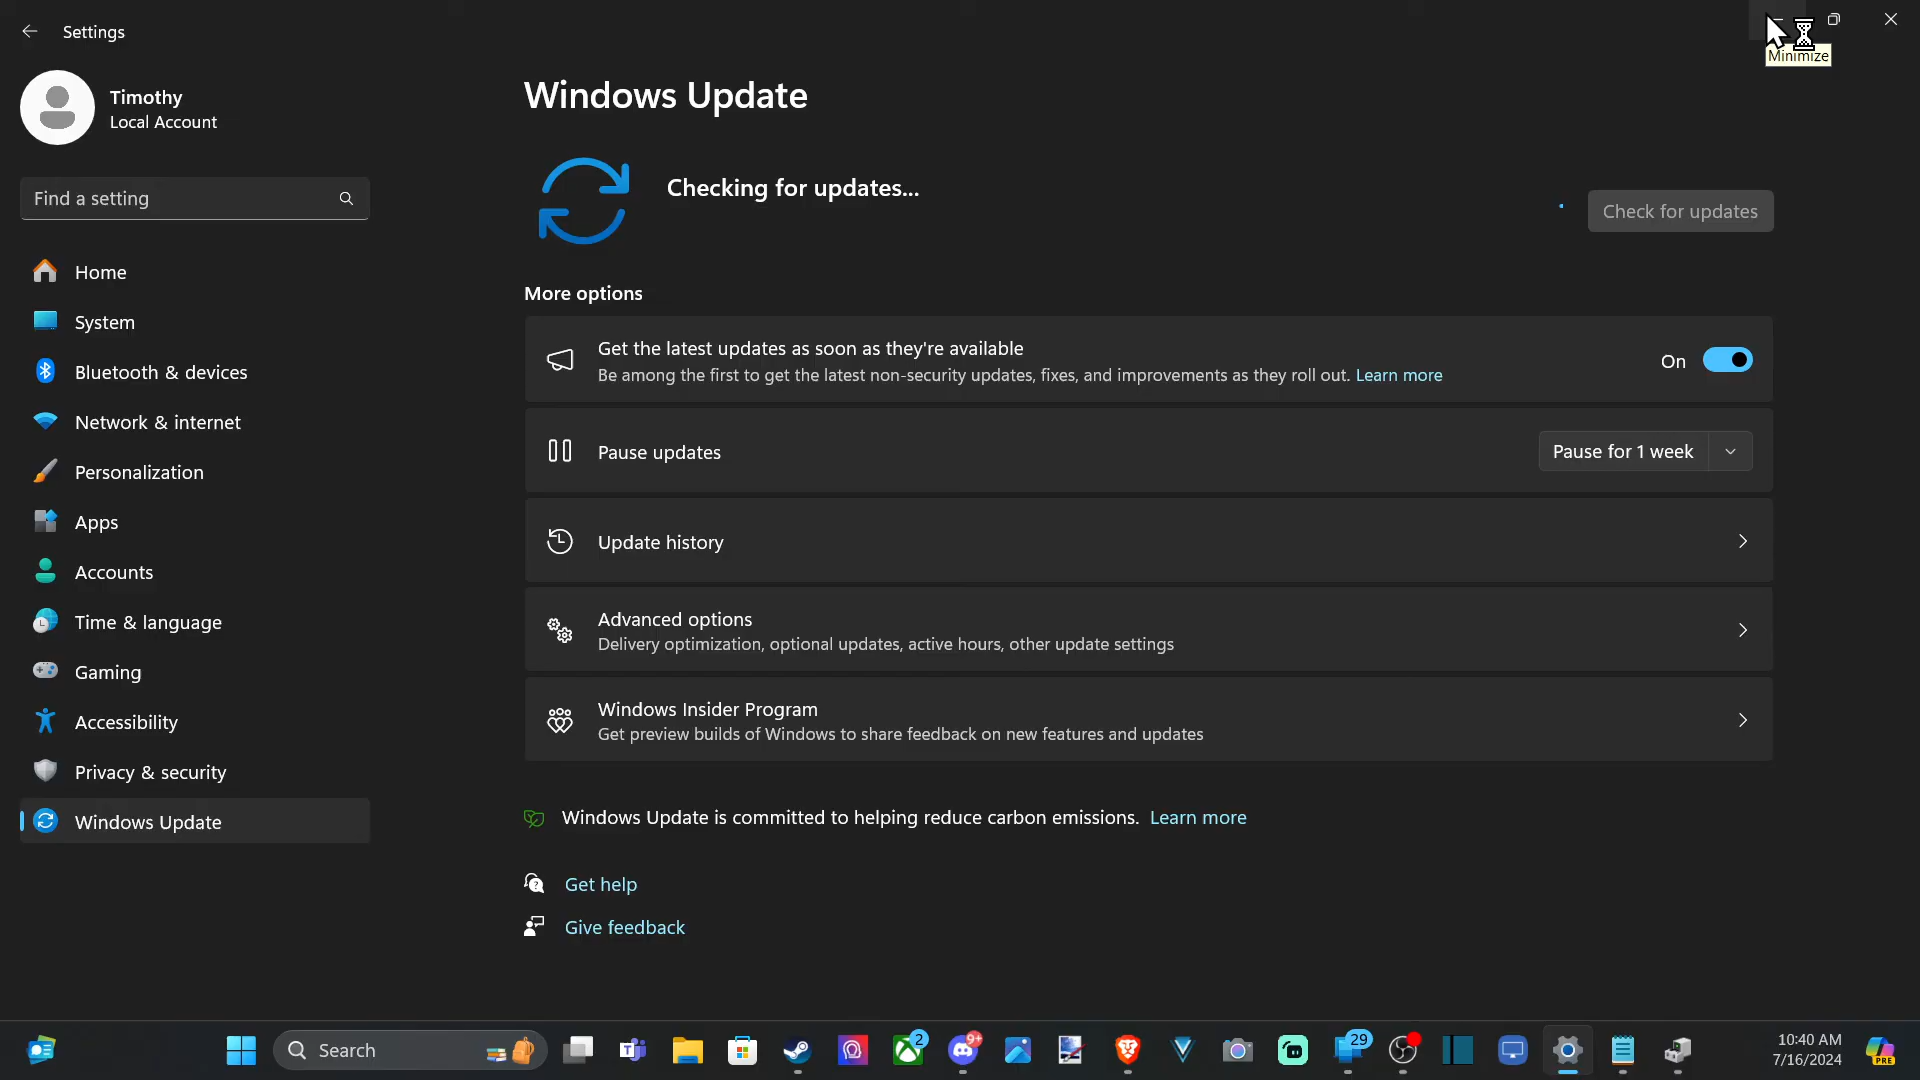 Settings
Minimize
Timothy
Local Account
Find a setting
Home
System
Bluetooth & devices
Network & internet
Personalization
Apps
Accounts
Time & language
Gaming
Accessibility
Privacy & security
Windows Update
Windows Update
Checking for updates...
Check for updates
More options
Get the latest updates as soon as they're available
Be among the first to get the latest non-security updates, fixes, and improvements as they roll out. Learn more
On
Pause updates
Pause for 1 week
Update history
Advanced options
Delivery optimization, optional updates, active hours, other update settings
Windows Insider Program
Get preview builds of Windows to share feedback on new features and updates
Windows Update is committed to helping reduce carbon emissions. Learn more
Get help
Give feedback
Search
2
9+
29
10:40 AM
7/16/2024
PRE